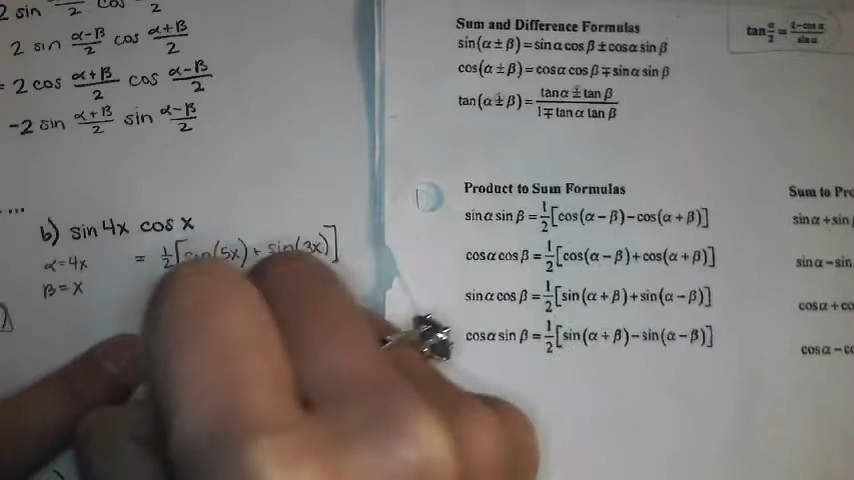 2 sin cos 2
2 sin α-β/2 cos α+β/2
= 2 cos α+β/2 cos α-β/2
-2 sin α+β/2 sin α-β/2
....
b) sin 4x cos x
α=4x = 1/2[sin(5x) + sin(3x)]
β=x
Sum and Difference Formulas
sin(α±β)=sin α cos β ± cos α sin β
cos(α±β)=cos α cos β ∓ sin α sin β
tan(α±β)= tan α ± tan β / 1∓tan α tan β
tan α/2 = 1-cos α / sin α
Product to Sum Formulas
sin α sin β = 1/2[cos(α-β)-cos(α+β)]
cos α cos β = 1/2[cos(α-β)+cos(α+β)]
sin α cos β = 1/2[sin(α+β)+sin(α-β)]
cos α sin β = 1/2[sin(α+β)-sin(α-β)]
Sum to Pro
sin α+sin
sin α-sin
cos α+co
cos α-co